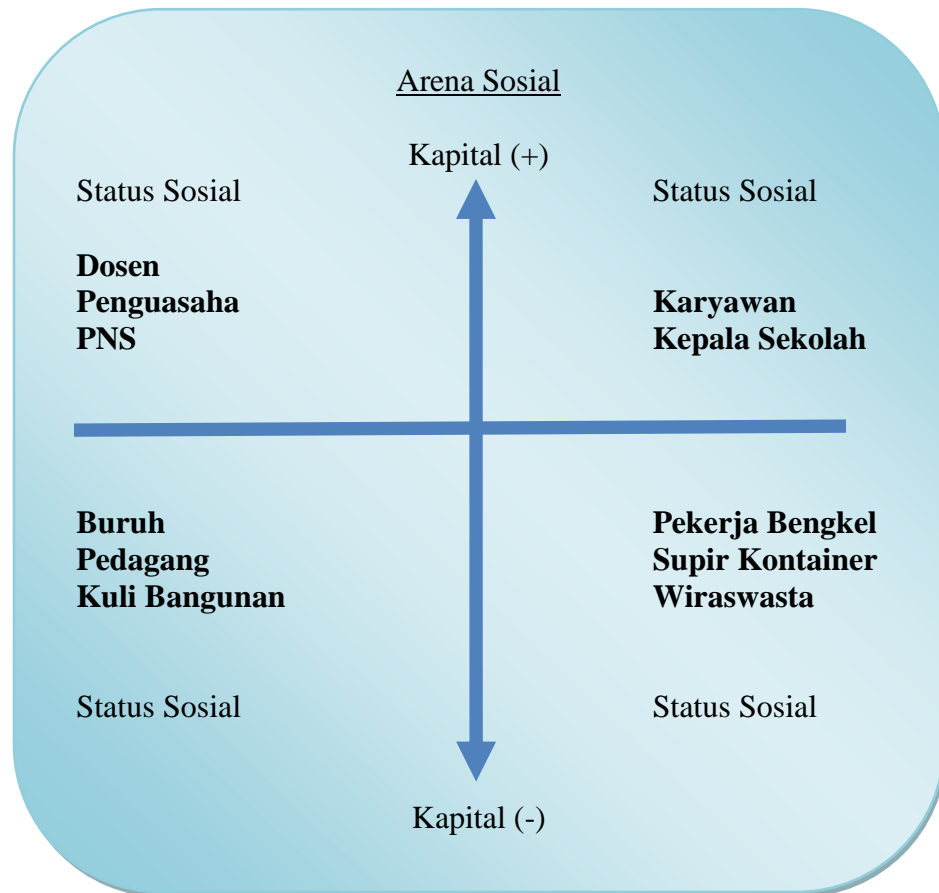 Arena Sosial
Kapital (+)
Status Sosial
Dosen
Penguasaha
PNS
Status Sosial
Karyawan
Kepala Sekolah
Buruh
Pedagang
Kuli Bangunan
Status Sosial
Pekerja Bengkel
Supir Kontainer
Wiraswasta
Status Sosial
Kapital (-)